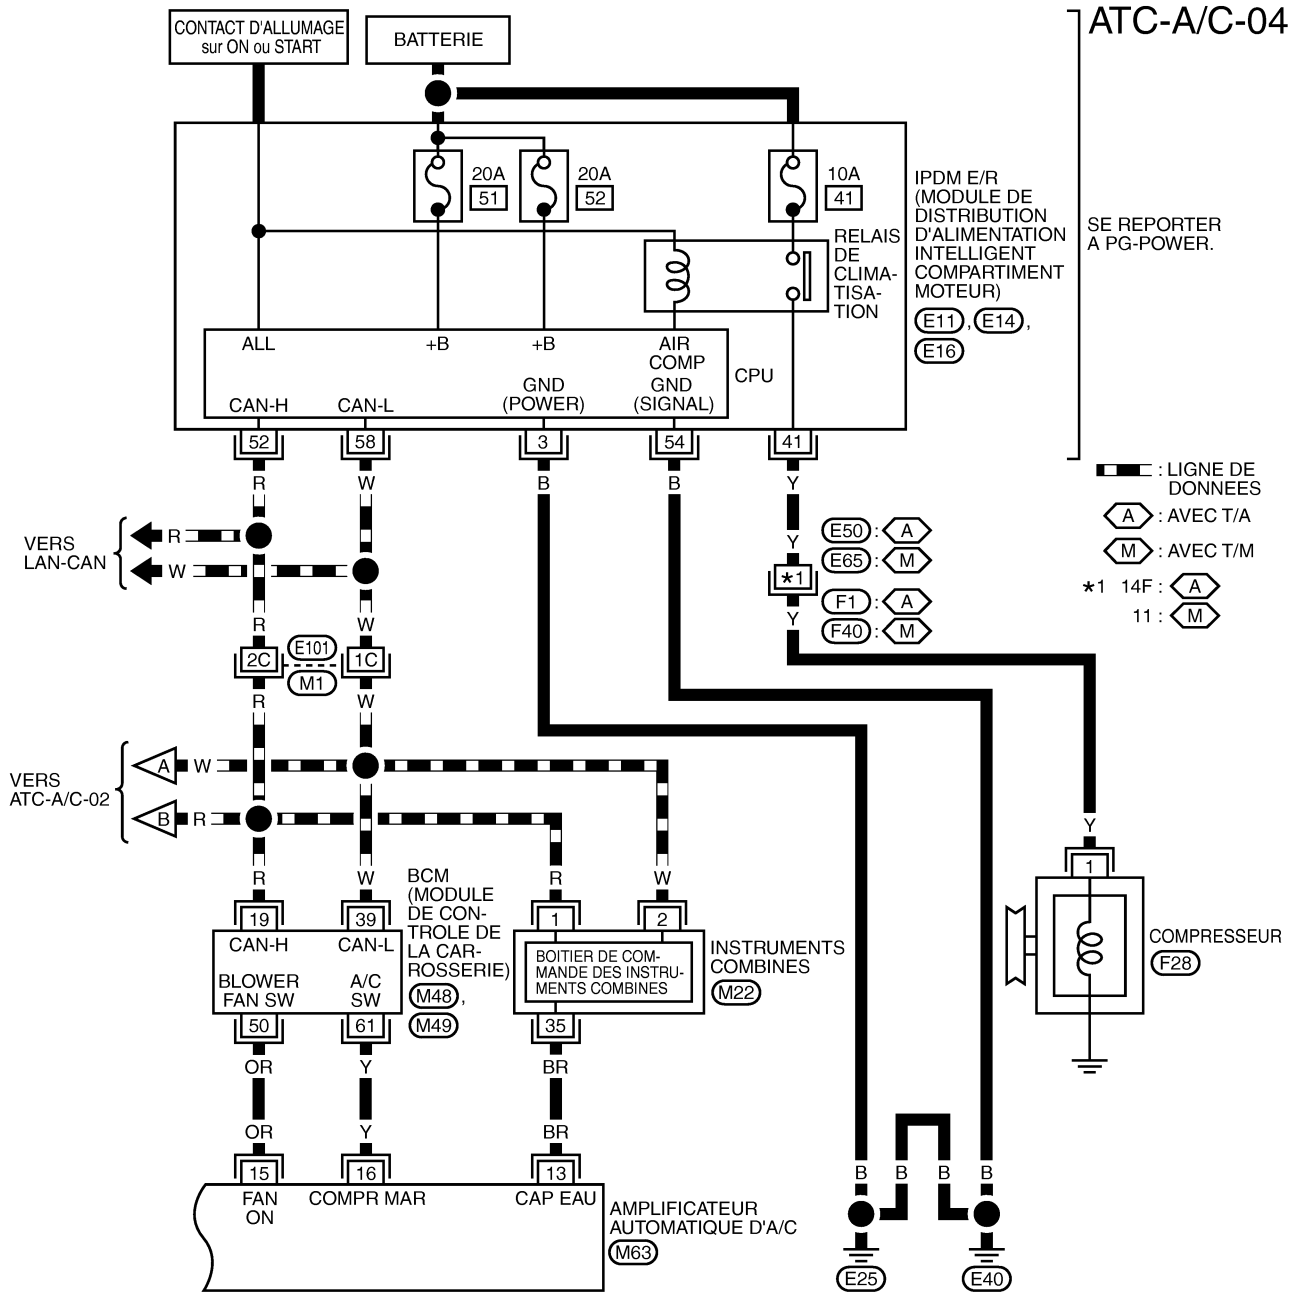 ATC-A/C-04
CONTACT D'ALLUMAGE
sur ON ou START
BATTERIE
20A
51
20A
52
10A
41
IPDM E/R
(MODULE DE
DISTRIBUTION
D'ALIMENTATION
INTELLIGENT
COMPARTIMENT
MOTEUR)
E11 , E14 ,
E16
SE REPORTER
A PG-POWER.
RELAIS
DE
CLIMA-
TISA-
TION
ALL
+B
+B
AIR
COMP
CPU
CAN-H
CAN-L
GND
(POWER)
GND
(SIGNAL)
52
58
3
54
41
R
W
B
B
Y
: LIGNE DE
DONNEES
A : AVEC T/A
M : AVEC T/M
*1 14F : A
11 : M
VERS
LAN-CAN
R
W
Y
E50 : A
E65 : M
*1
F1 : A
F40 : M
Y
R
W
2C
E101
1C
M1
R
W
VERS
ATC-A/C-02
A
W
B
R
Y
R
W
R
W
BCM
(MODULE
DE CON-
TROLE DE
LA CAR-
ROSSERIE)
M48 ,
M49
19
39
1
2
1
CAN-H
CAN-L
BLOWER
FAN SW
A/C
SW
BOITIER DE COM-
MANDE DES INSTRU-
MENTS COMBINES
INSTRUMENTS
COMBINES
M22
COMPRESSEUR
F28
50
61
35
OR
Y
BR
OR
Y
BR
15
16
13
B
B
B
B
FAN
ON
COMPR MAR
CAP EAU
AMPLIFICATEUR
AUTOMATIQUE D'A/C
M63
E25
E40